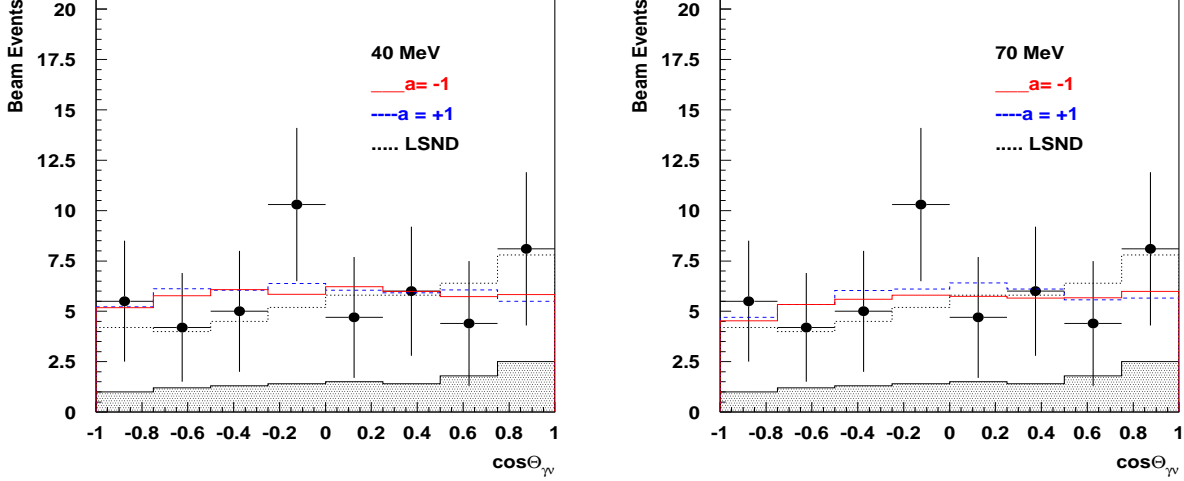 Beam Events
20
17.5
15
12.5
10
7.5
5
2.5
0
-1 -0.8 -0.6 -0.4 -0.2 0 0.2 0.4 0.6 0.8 1
cosΘγν
40 MeV
___a= -1
----a = +1
..... LSND
Beam Events
20
17.5
15
12.5
10
7.5
5
2.5
0
-1 -0.8 -0.6 -0.4 -0.2 0 0.2 0.4 0.6 0.8 1
cosΘγν
70 MeV
___a= -1
----a = +1
..... LSND